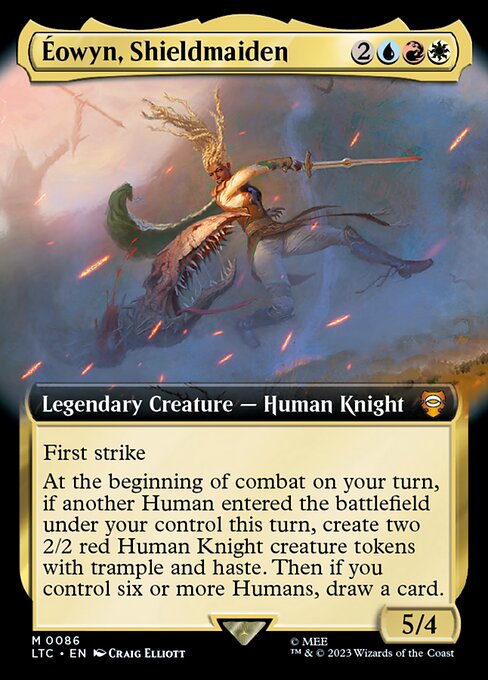 Éowyn, Shieldmaiden 2
Legendary Creature — Human Knight
First strike
At the beginning of combat on your turn,
if another Human entered the battlefield
under your control this turn, create two
2/2 red Human Knight creature tokens
with trample and haste. Then if you
control six or more Humans, draw a card.
5/4
M 0086
LTC • EN Craig Elliott
© MEE
™ & © 2023 Wizards of the Coast